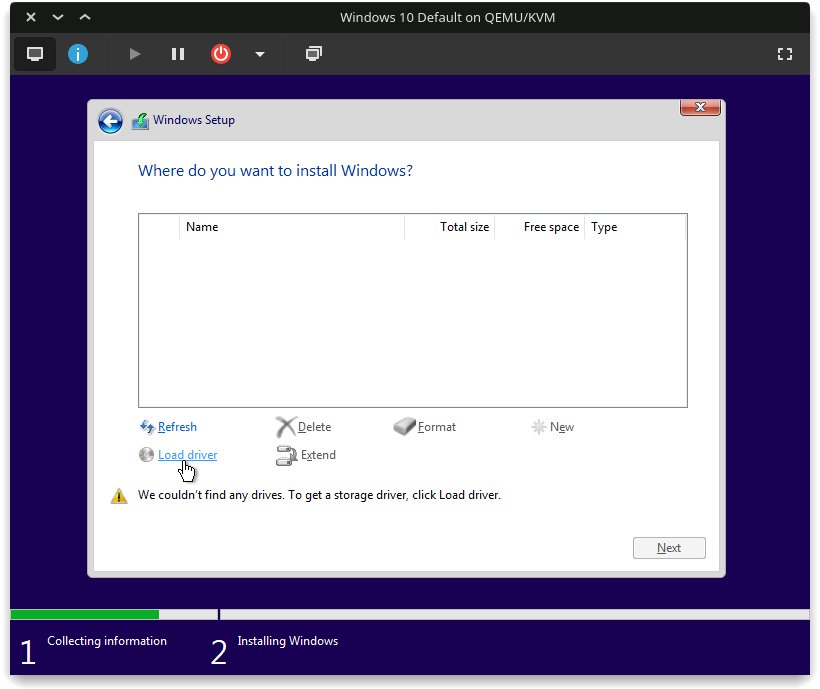 Windows 10 Default on QEMU/KVM
Windows Setup
Where do you want to install Windows?
Name Total size Free space Type
Refresh Delete Format New
Load driver Extend
We couldn't find any drives. To get a storage driver, click Load driver.
Next
1 Collecting information 2 Installing Windows